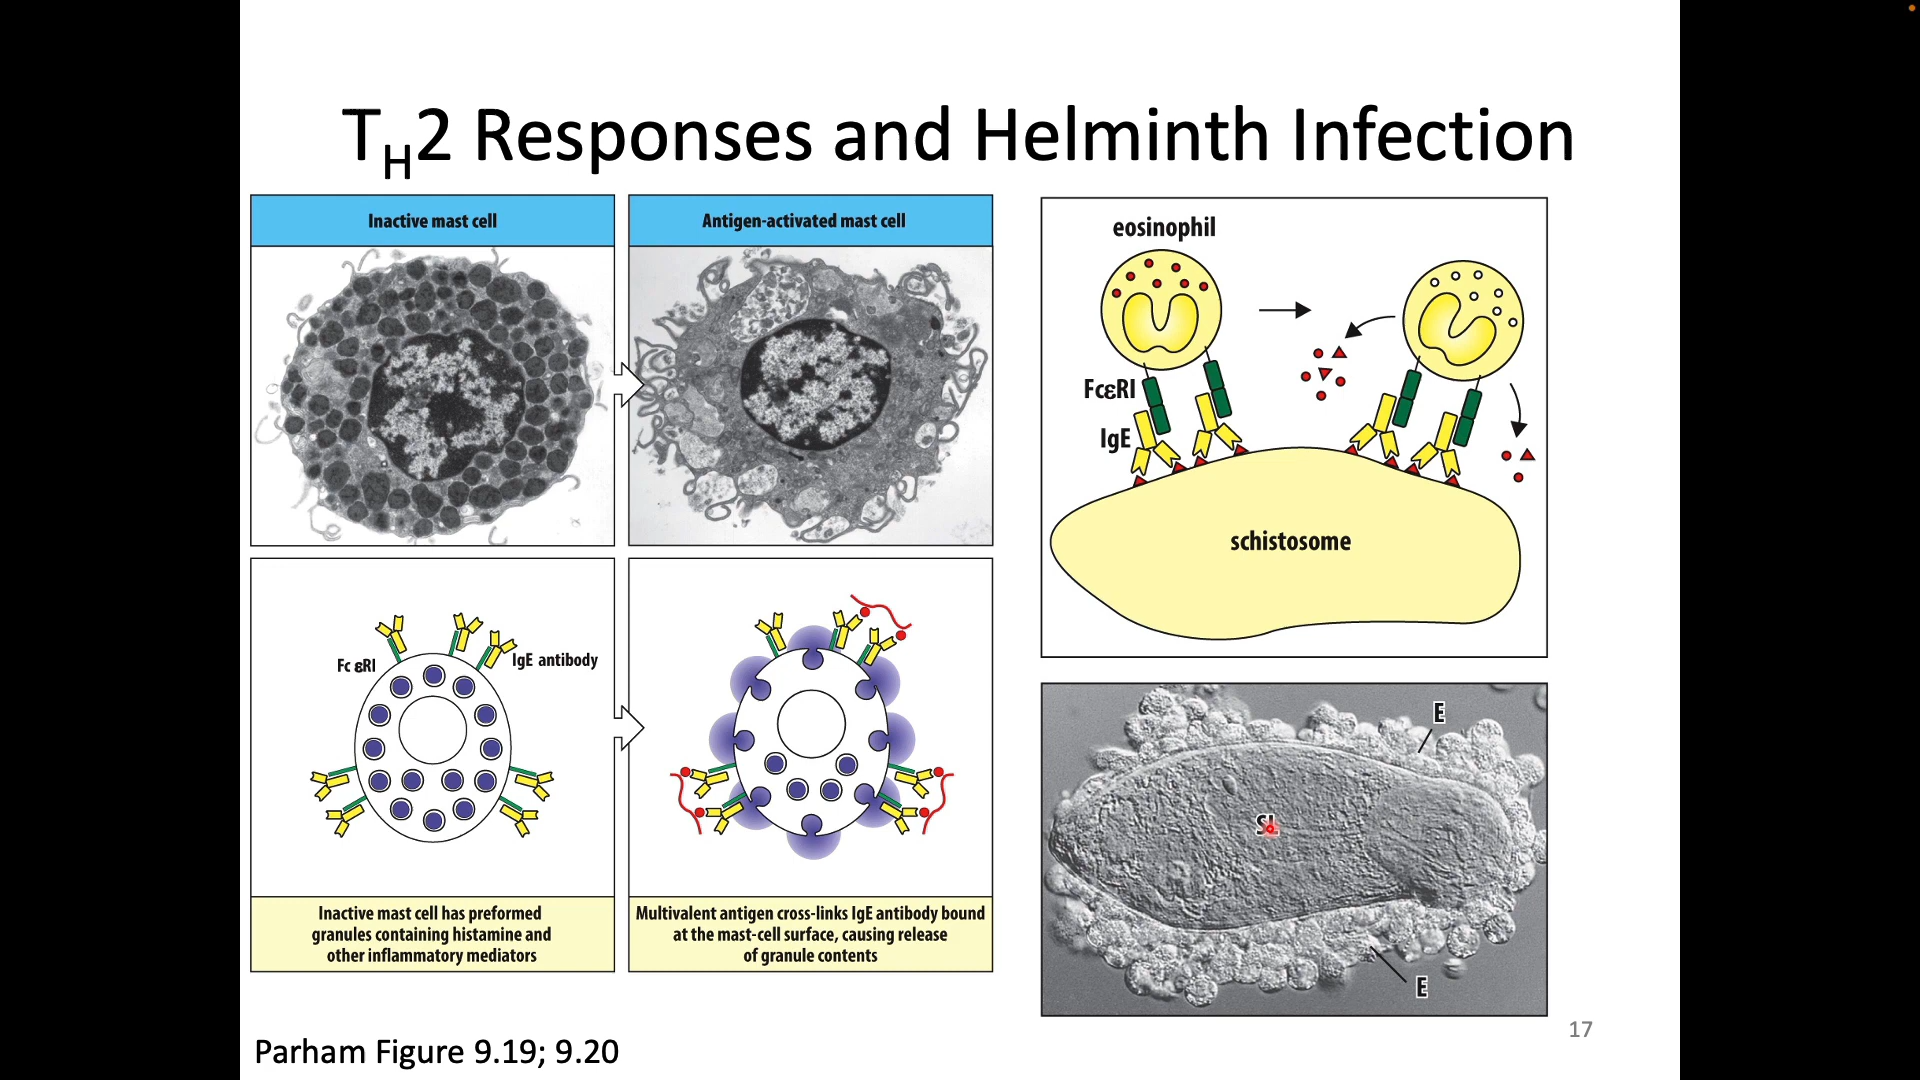 TH2 Responses and Helminth Infection
Inactive mast cell
Antigen-activated mast cell
FcεRI
IgE antibody
Inactive mast cell has preformed
granules containing histamine and
other inflammatory mediators
Multivalent antigen cross-links IgE antibody bound
at the mast-cell surface, causing release
of granule contents
eosinophil
FcεRI
IgE
schistosome
E
SL
E
17
Parham Figure 9.19; 9.20